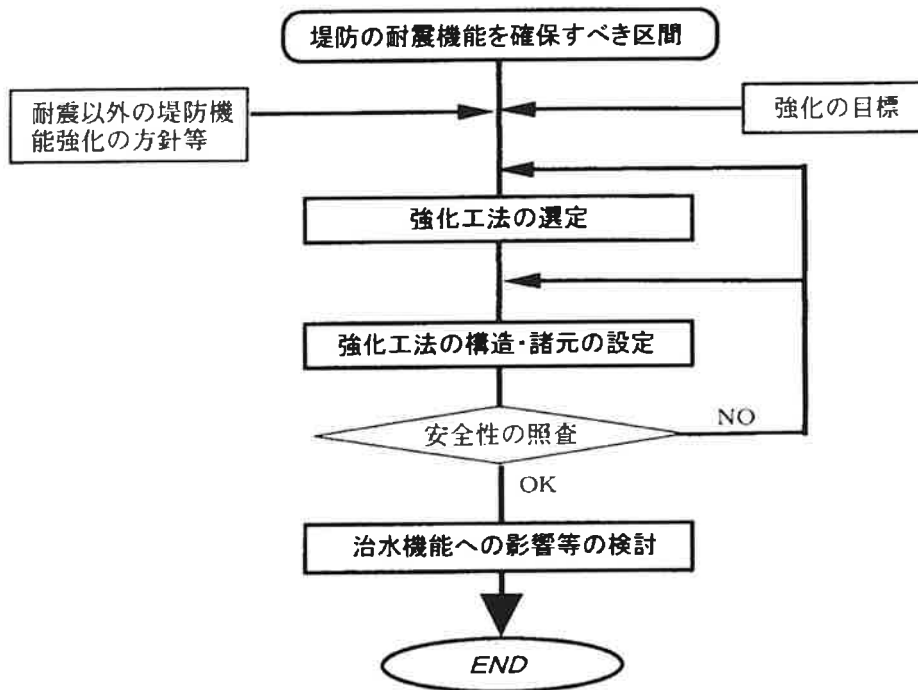 堤防の耐震機能を確保すべき区間
耐震以外の堤防機
能強化の方針等
強化の目標
強化工法の選定
強化工法の構造・諸元の設定
安全性の照査
NO
OK
治水機能への影響等の検討
END